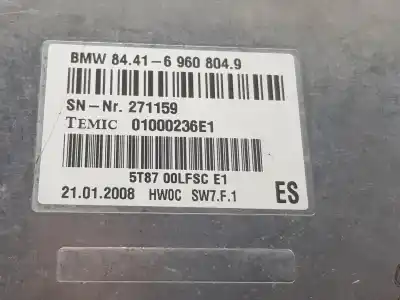 BMW 84.41-6 960 804.9
SN-Nr. 271159
TEMIC 01000236E1
5T87 00LFSC E1
21.01.2008 HW0C SW7.F.1 ES